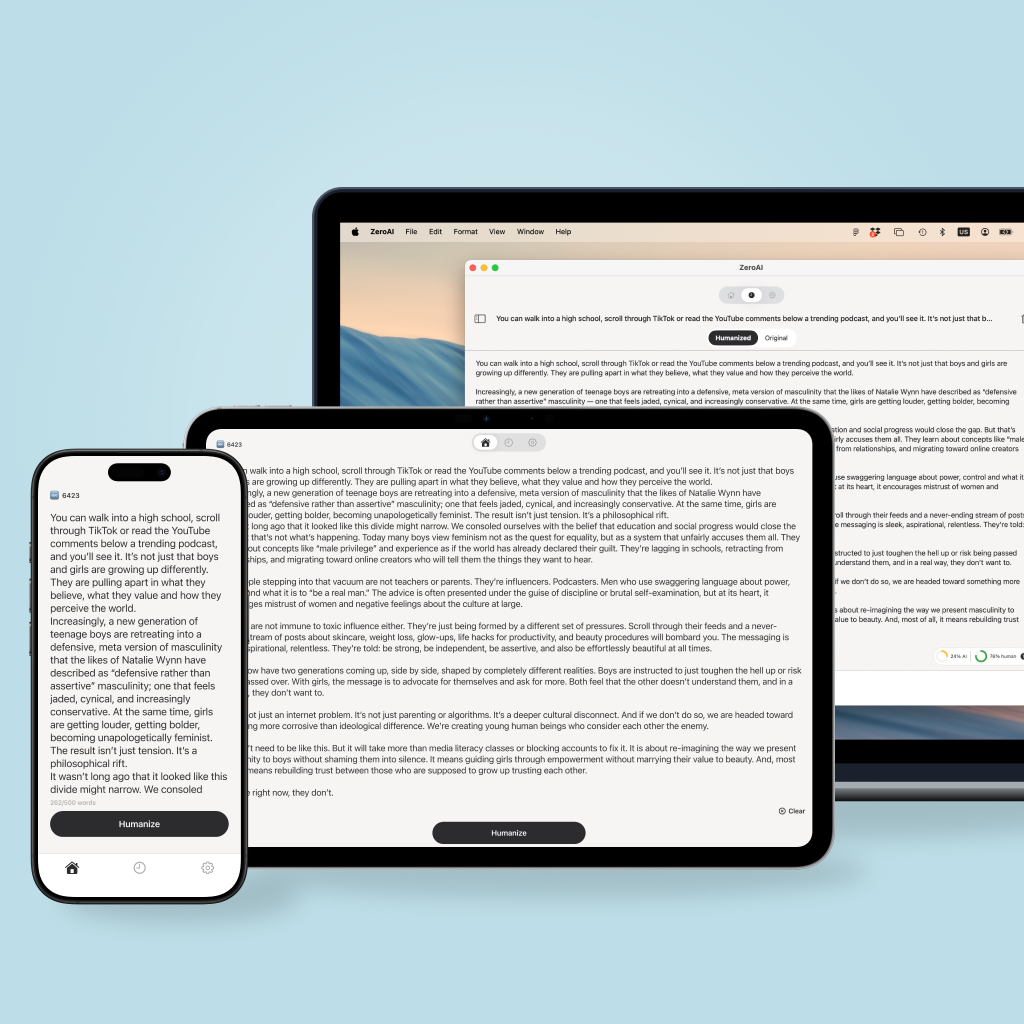 ZeroAI File Edit Format View Window Help
US
ZeroAI
You can walk into a high school, scroll through TikTok or read the YouTube comments below a trending podcast, and you'll see it. It's not just that b...
Humanized Original
You can walk into a high school, scroll through TikTok or read the YouTube comments below a trending podcast, and you'll see it. It's not just that boys and girls are
growing up differently. They are pulling apart in what they believe, what they value and how they perceive the world.
Increasingly, a new generation of teenage boys are retreating into a defensive, meta version of masculinity that the likes of Natalie Wynn have described as “defensive
rather than assertive” masculinity — one that feels jaded, cynical, and increasingly conservative. At the same time, girls are getting louder, getting bolder, becoming
ation and social progress would close the gap. But that's
irly accuses them all. They learn about concepts like “male
from relationships, and migrating toward online creators
use swaggering language about power, control and what it
at its heart, it encourages mistrust of women and
oll through their feeds and a never-ending stream of posts
e messaging is sleek, aspirational, relentless. They're told:
structed to just toughen the hell up or risk being passed
understand them, and in a real way, they don't want to.
if we don't do so, we are headed toward something more
s about re-imagining the way we present masculinity to
alue to beauty. And, most of all, it means rebuilding trust
24% AI 76% human
6423
walk into a high school, scroll through TikTok or read the YouTube comments below a trending podcast, and you'll see it. It's not just that boys
s are growing up differently. They are pulling apart in what they believe, what they value and how they perceive the world.
ngly, a new generation of teenage boys are retreating into a defensive, meta version of masculinity that the likes of Natalie Wynn have
ed as “defensive rather than assertive” masculinity; one that feels jaded, cynical, and increasingly conservative. At the same time, girls are
ouder, getting bolder, becoming unapologetically feminist. The result isn't just tension. It's a philosophical rift.
long ago that it looked like this divide might narrow. We consoled ourselves with the belief that education and social progress would close the
that's not what's happening. Today many boys view feminism not as the quest for equality, but as a system that unfairly accuses them all. They
out concepts like “male privilege” and experience as if the world has already declared their guilt. They're lagging in schools, retracting from
ships, and migrating toward online creators who will tell them the things they want to hear.
ple stepping into that vacuum are not teachers or parents. They're influencers. Podcasters. Men who use swaggering language about power,
nd what it is to “be a real man.” The advice is often presented under the guise of discipline or brutal self-examination, but at its heart, it
ges mistrust of women and negative feelings about the culture at large.
are not immune to toxic influence either. They're just being formed by a different set of pressures. Scroll through their feeds and a never-
tream of posts about skincare, weight loss, glow-ups, life hacks for productivity, and beauty procedures will bombard you. The messaging is
spirational, relentless. They're told: be strong, be independent, be assertive, and also be effortlessly beautiful at all times.
ow have two generations coming up, side by side, shaped by completely different realities. Boys are instructed to just toughen the hell up or risk
assed over. With girls, the message is to advocate for themselves and ask for more. Both feel that the other doesn't understand them, and in a
, they don't want to.
ot just an internet problem. It's not just parenting or algorithms. It's a deeper cultural disconnect. And if we don't do so, we are headed toward
ng more corrosive than ideological difference. We're creating young human beings who consider each other the enemy.
't need to be like this. But it will take more than media literacy classes or blocking accounts to fix it. It is about re-imagining the way we present
nity to boys without shaming them into silence. It means guiding girls through empowerment without marrying their value to beauty. And, most
means rebuilding trust between those who are supposed to grow up trusting each other.
e right now, they don't.
Clear
Humanize
6423
You can walk into a high school, scroll
through TikTok or read the YouTube
comments below a trending podcast,
and you'll see it. It's not just that boys
and girls are growing up differently.
They are pulling apart in what they
believe, what they value and how they
perceive the world.
Increasingly, a new generation of
teenage boys are retreating into a
defensive, meta version of masculinity
that the likes of Natalie Wynn have
described as “defensive rather than
assertive” masculinity; one that feels
jaded, cynical, and increasingly
conservative. At the same time, girls
are getting louder, getting bolder,
becoming unapologetically feminist.
The result isn't just tension. It's a
philosophical rift.
It wasn't long ago that it looked like this
divide might narrow. We consoled
262/500 words
Humanize